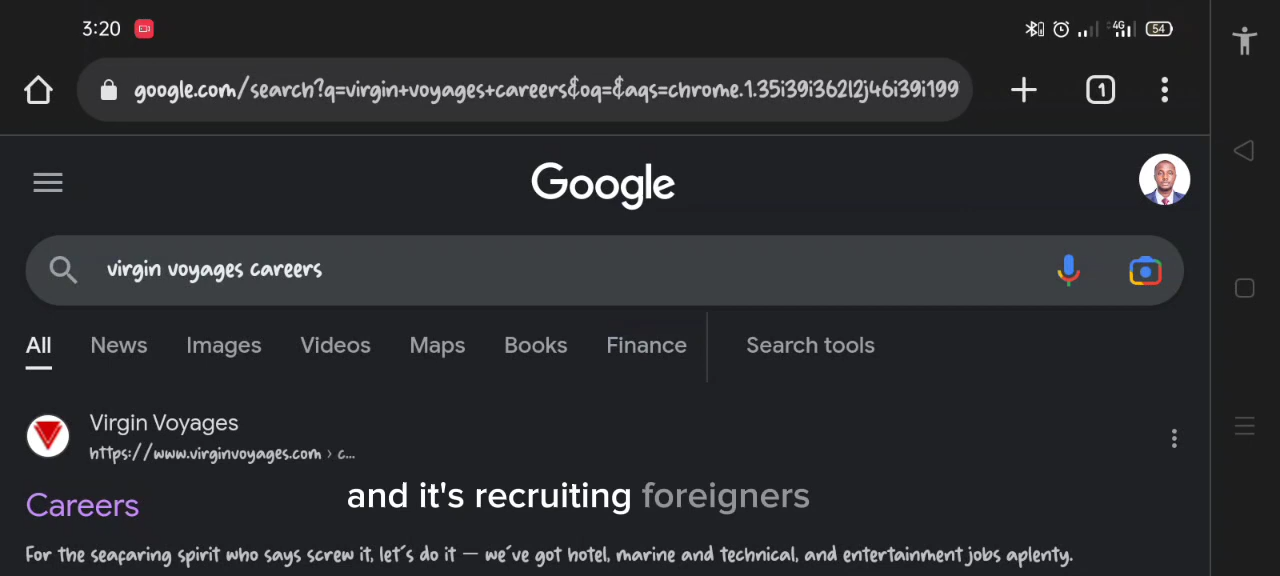 3:20 4G 54
google.com/search?q=virgin+voyages+careers&oq=&aqs=chrome.1.35i39i362l2j46i39i199
1
Google
virgin voyages careers
All News Images Videos Maps Books Finance Search tools
Virgin Voyages
https://www.virginvoyages.com › c...
Careers
and it's recruiting foreigners
For the seafaring spirit who says screw it, let's do it — we've got hotel, marine and technical, and entertainment jobs aplenty.